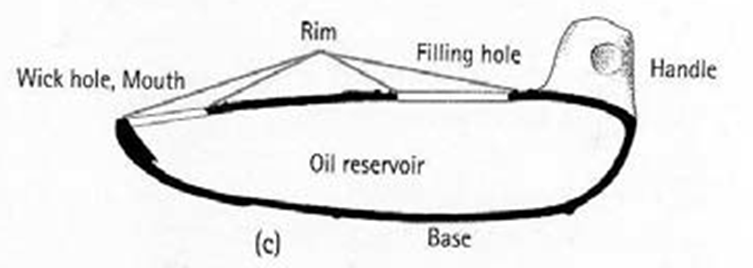 Rim
Filling hole
Handle
Wick hole, Mouth
Oil reservoir
Base
(c)